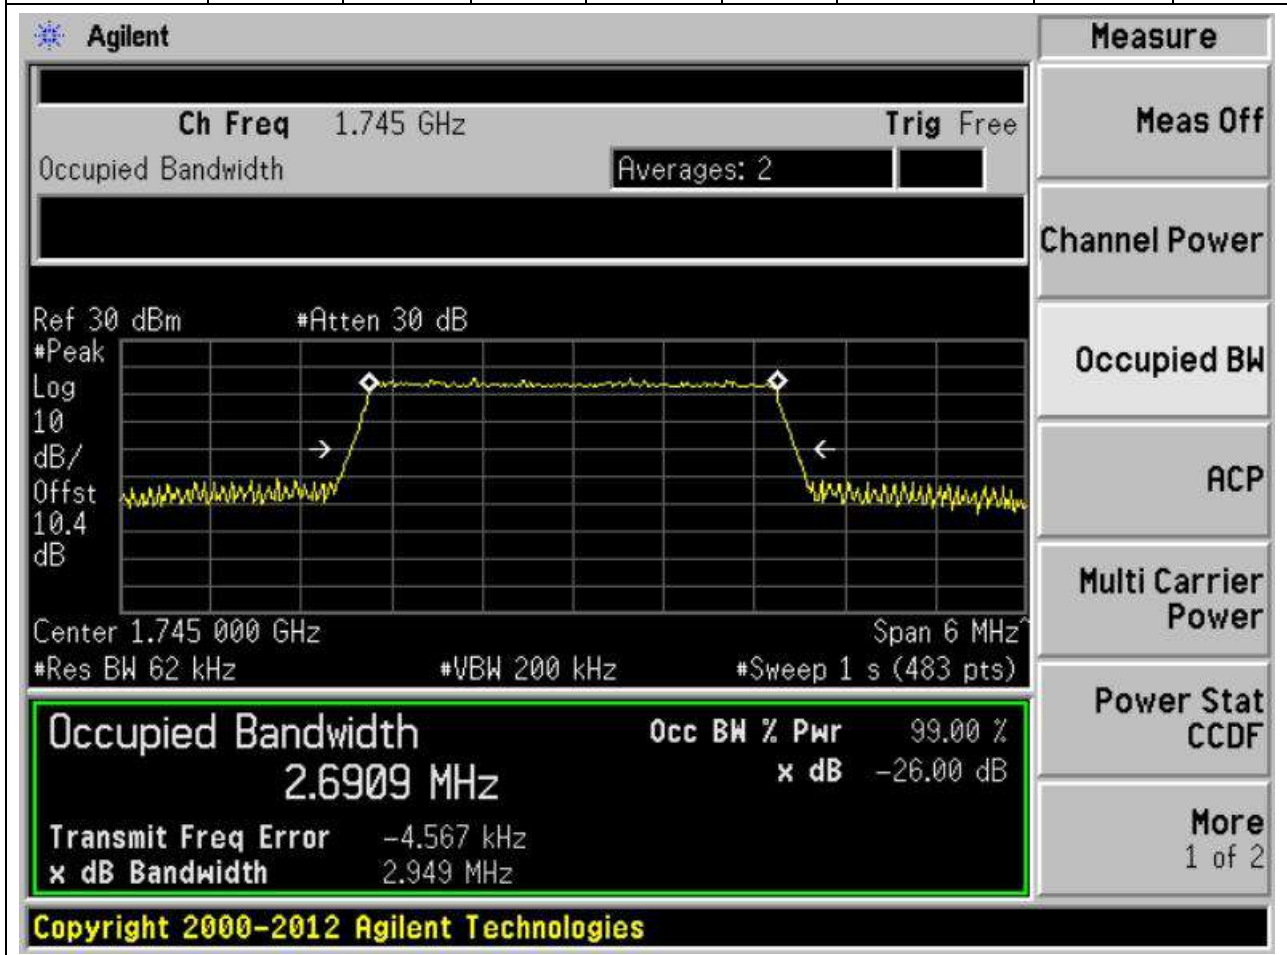 Agilent
Measure
Ch Freq 1.745 GHz Trig Free
Occupied Bandwidth Averages: 2
Ref 30 dBm #Atten 30 dB
#Peak
Log
10
dB/
Offst
10.4
dB
Center 1.745 000 GHz Span 6 MHz^
#Res BW 62 kHz #VBW 200 kHz #Sweep 1 s (483 pts)
Occupied Bandwidth Occ BW % Pwr 99.00 %
2.6909 MHz x dB -26.00 dB
Transmit Freq Error -4.567 kHz
x dB Bandwidth 2.949 MHz
Meas Off
Channel Power
Occupied BW
ACP
Multi Carrier
Power
Power Stat
CCDF
More
1 of 2
Copyright 2000-2012 Agilent Technologies